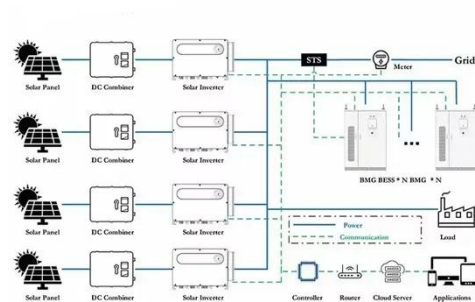 STS
Meter
Grid
Solar Panel
DC Combiner
Solar Inverter
Solar Panel
DC Combiner
Solar Inverter
BMG BESS * N BMG * N
Solar Panel
DC Combiner
Solar Inverter
Power
Communication
Load
Solar Panel
DC Combiner
Solar Inverter
Controller
Router
Cloud Server
Applications